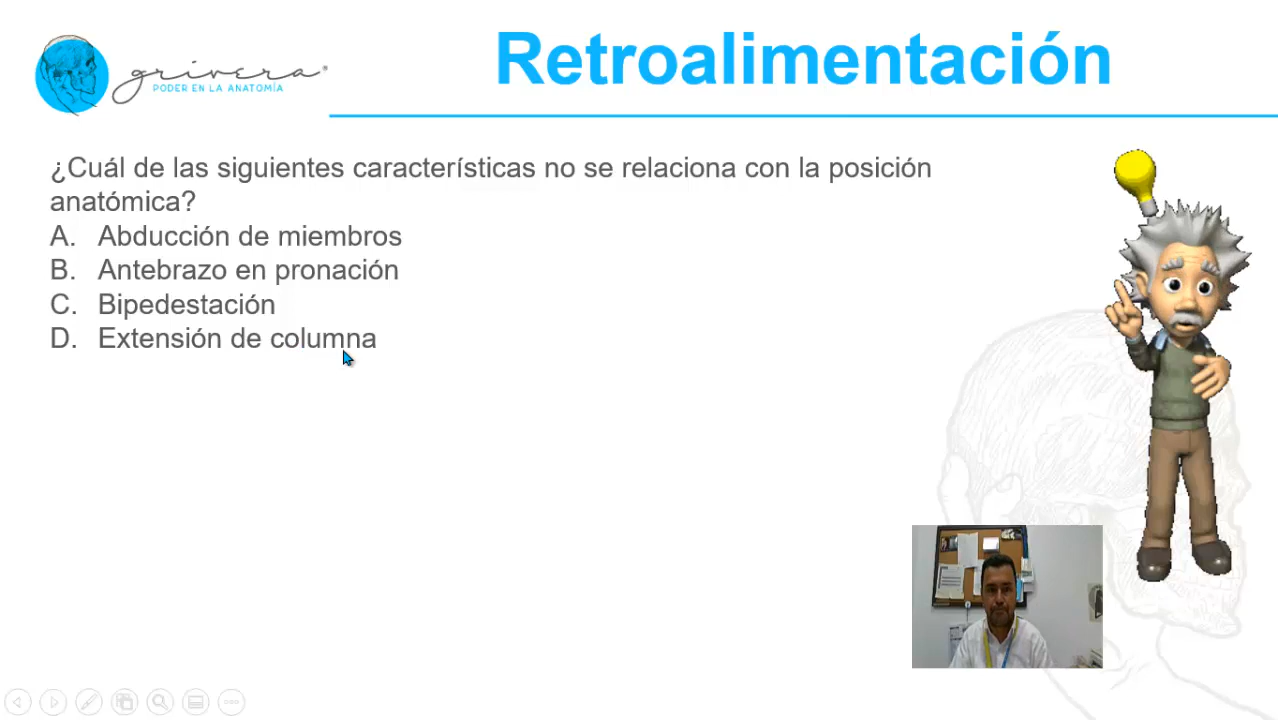 grivera®
PODER EN LA ANATOMÍA
Retroalimentación
¿Cuál de las siguientes características no se relaciona con la posición
anatómica?
A. Abducción de miembros
B. Antebrazo en pronación
C. Bipedestación
D. Extensión de columna